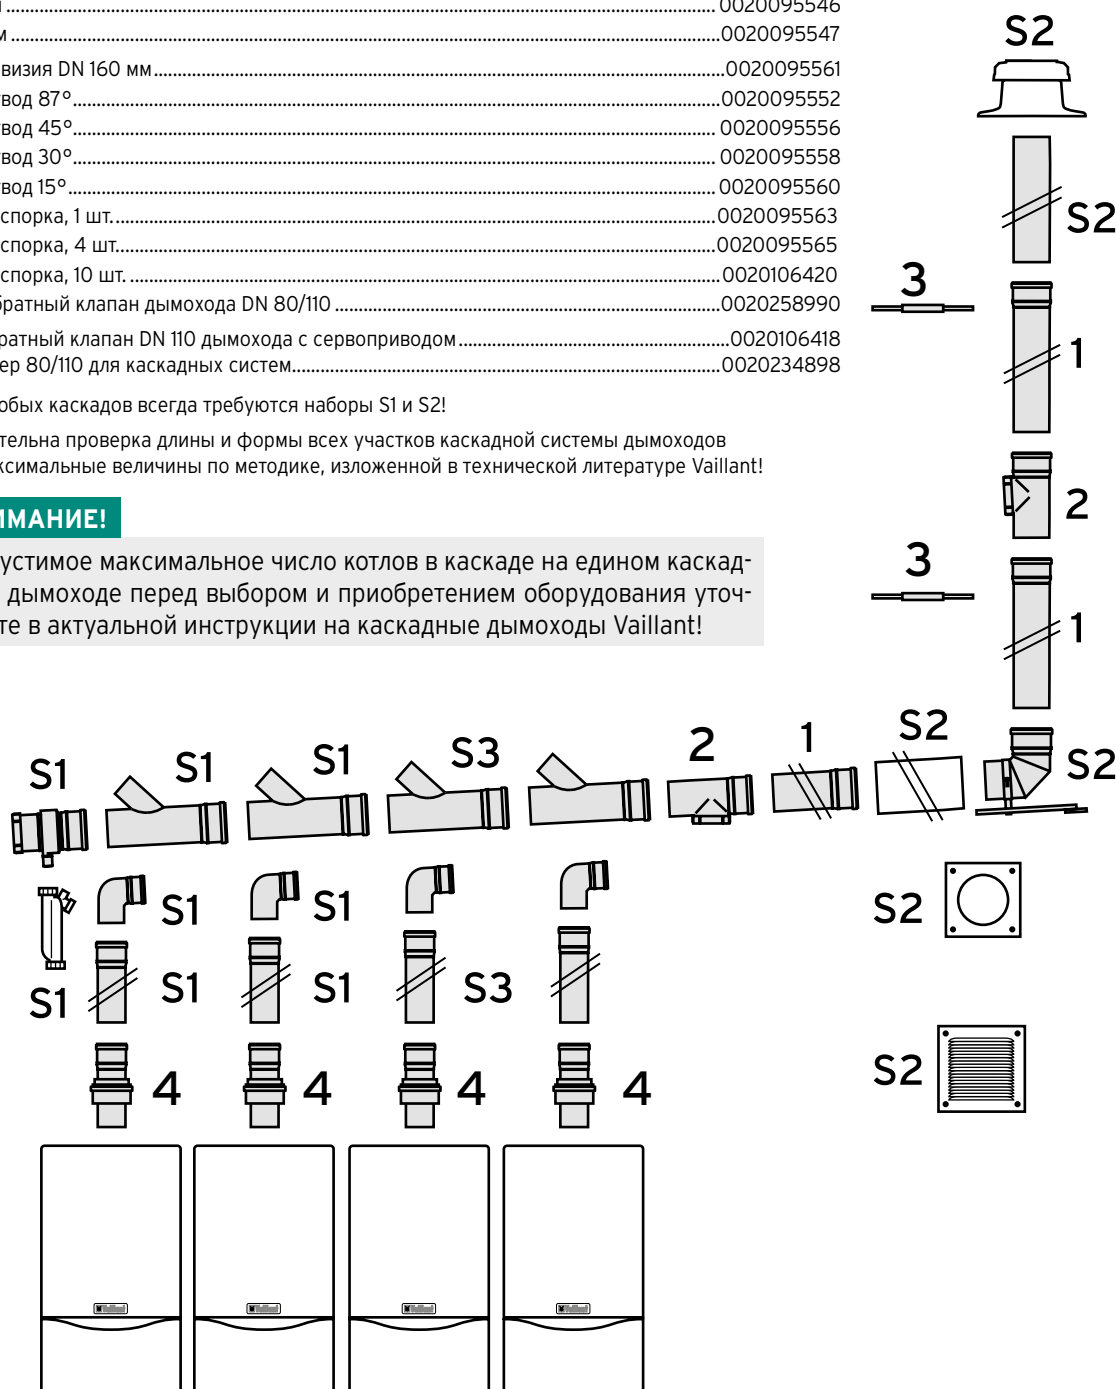 0020095546
м 0020095547
визия DN 160 мм 0020095561
вод 87° 0020095552
вод 45° 0020095556
вод 30° 0020095558
вод 15° 0020095560
спорка, 1 шт. 0020095563
спорка, 4 шт. 0020095565
спорка, 10 шт. 0020106420
братный клапан дымохода DN 80/110 0020258990
ратный клапан DN 110 дымохода с сервоприводом 0020106418
ер 80/110 для каскадных систем 0020234898
обых каскадов всегда требуются наборы S1 и S2!
тельна проверка длины и формы всех участков каскадной системы дымоходов
ксимальные величины по методике, изложенной в технической литературе Vaillant!
ИМАНИЕ!
устимое максимальное число котлов в каскаде на едином каскад-
дымоходе перед выбором и приобретением оборудования уточ-
те в актуальной инструкции на каскадные дымоходы Vaillant!
S2
S2
3
1
2
3
1
S2
S1
S1
S1
S3
2
1
S2
S1
S1
S2
S1
S1
S1
S3
S2
4
4
4
4
Vaillant
Vaillant
Vaillant
Vaillant